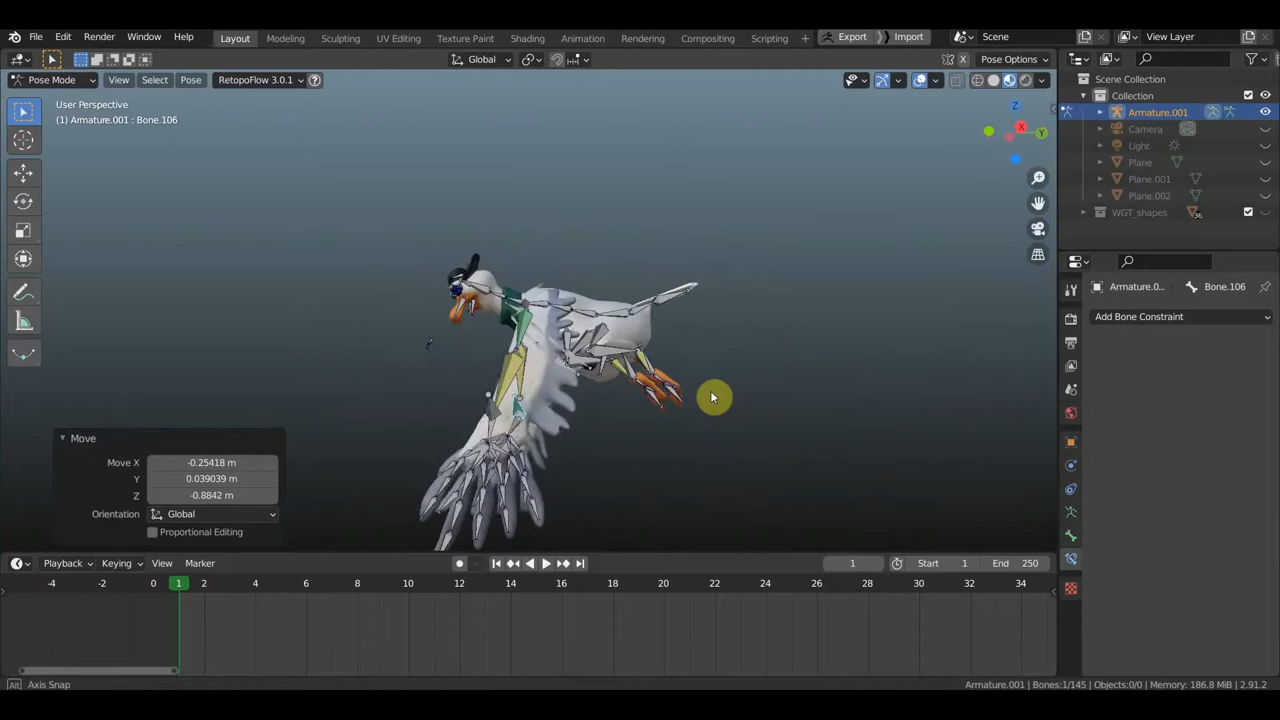 File Edit Render Window Help Layout Modeling Sculpting UV Editing Texture Paint Shading Animation Rendering Compositing Scripting + Export Import Scene View Layer
Global X Pose Options
Pose Mode View Select Pose RetopoFlow 3.0.1
User Perspective
(1) Armature.001 : Bone.106
Z
X
Y
Scene Collection
Collection
Armature.001
Camera
Light
Plane
Plane.001
Plane.002
WGT_shapes 36
Armature.0... Bone.106
Add Bone Constraint
Move
Move X -0.25418 m
Y 0.039039 m
Z -0.8842 m
Orientation Global
Proportional Editing
Playback Keying View Marker 1 Start 1 End 250
-4 -2 0 1 2 4 6 8 10 12 14 16 18 20 22 24 26 28 30 32 34
Alt Axis Snap Armature.001 | Bones:1/145 | Objects:0/0 | Memory: 186.8 MiB | 2.91.2